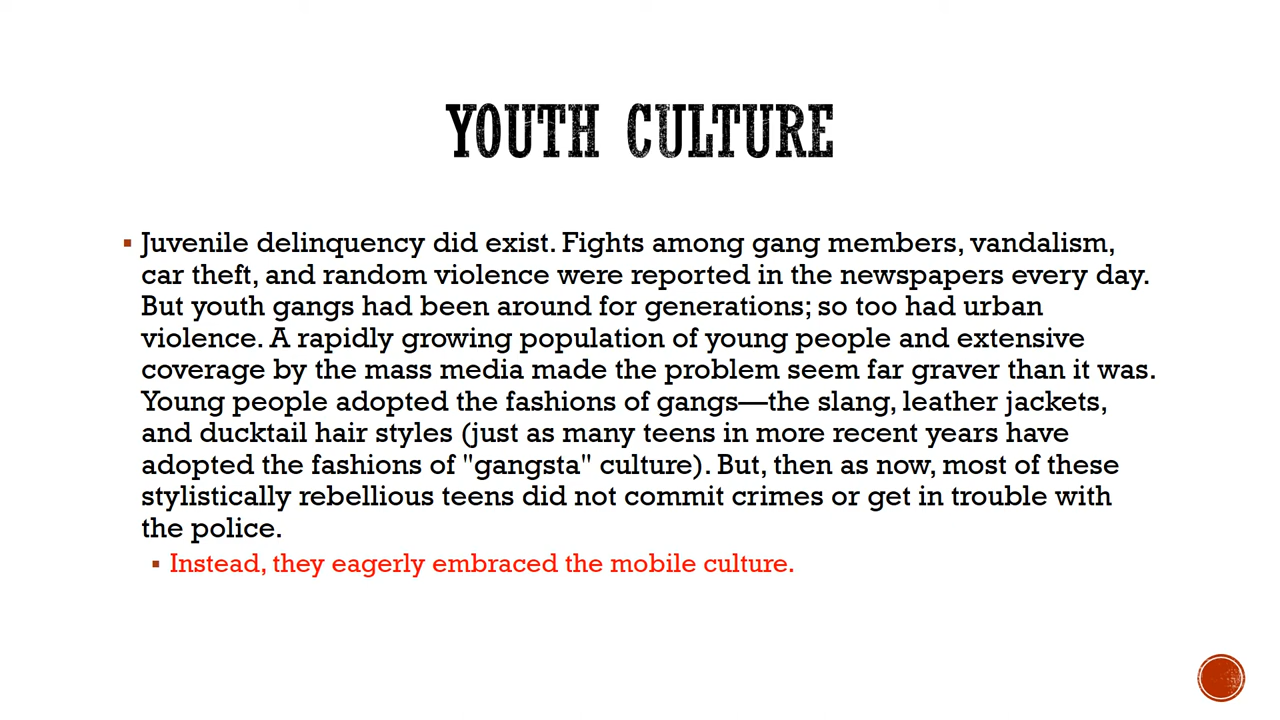 YOUTH CULTURE
▪ Juvenile delinquency did exist. Fights among gang members, vandalism,
car theft, and random violence were reported in the newspapers every day.
But youth gangs had been around for generations; so too had urban
violence. A rapidly growing population of young people and extensive
coverage by the mass media made the problem seem far graver than it was.
Young people adopted the fashions of gangs—the slang, leather jackets,
and ducktail hair styles (just as many teens in more recent years have
adopted the fashions of "gangsta" culture). But, then as now, most of these
stylistically rebellious teens did not commit crimes or get in trouble with
the police.
▪ Instead, they eagerly embraced the mobile culture.